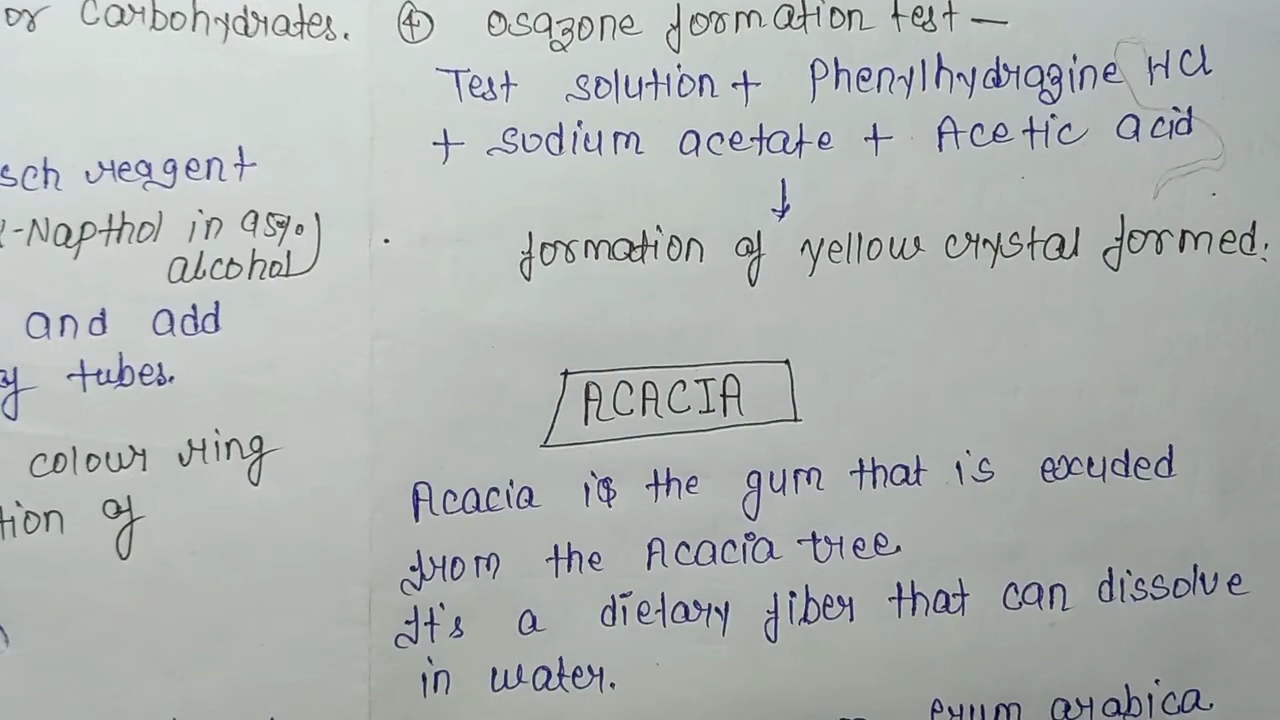 or Carbohydrates.
sch reagent
-Napthol in 95%)
alcohol
and add
y tubes.
colour ring
tion of
④ Osazone formation test —
Test solution + Phenylhydrazine HCl
+ Sodium acetate + Acetic acid
↓
formation of yellow crystal formed.
ACACIA
Acacia is the gum that is excuded
from the Acacia tree
It's a dietary fiber that can dissolve
in water.
arabica